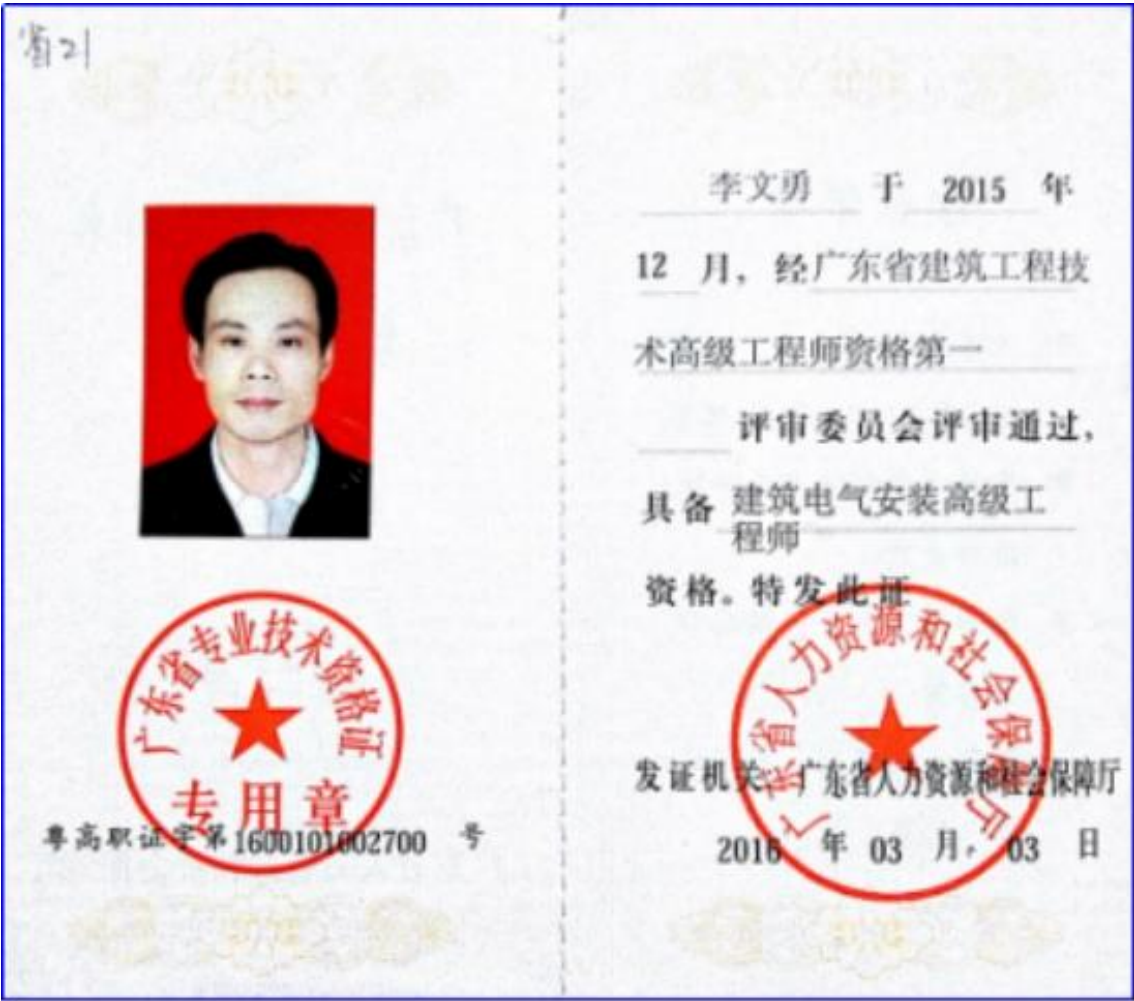 省21
广东省专业技术资格证
专用章
粤高职证字第1600101002700 号
李文勇 于 2015 年
12 月，经广东省建筑工程技
术高级工程师资格第一
评审委员会评审通过，
具备 建筑电气安装高级工
程师
资格。特发此证
广东省人力资源和社会保障厅
发证机关： 广东省人力资源和社会保障厅
2016 年 03 月 03 日